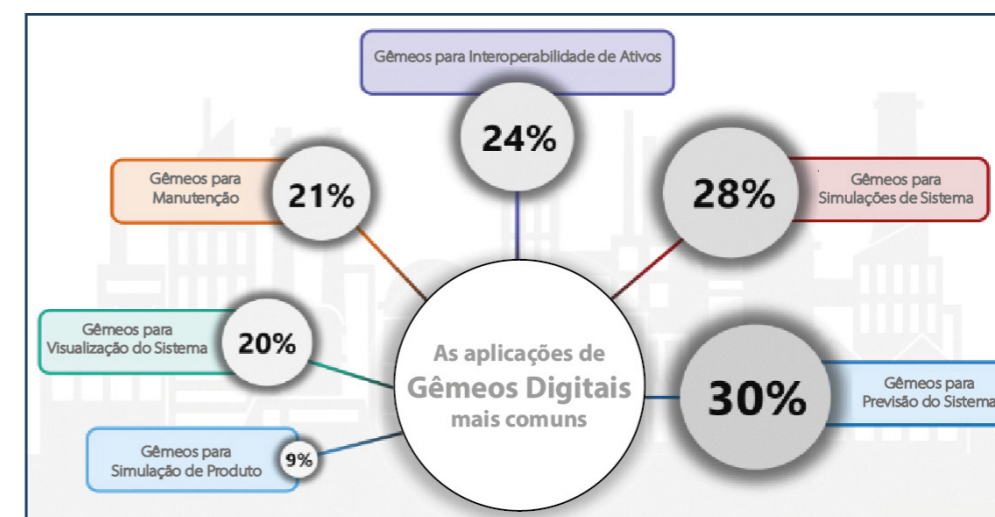 Gêmeos para Interoperabilidade de Ativos
24%
Gêmeos para
Manutenção
21%
28%
Gêmeos para
Simulações de Sistema
Gêmeos para
Visualização do Sistema
20%
As aplicações de
Gêmeos Digitais
mais comuns
30%
Gêmeos para
Previsão do Sistema
Gêmeos para
Simulação de Produto
9%